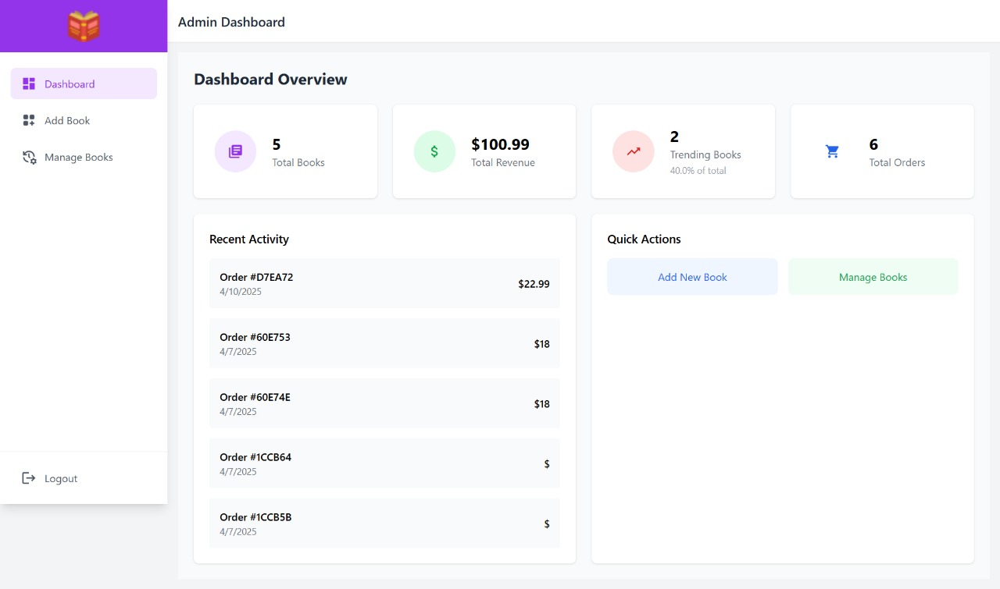 Admin Dashboard
Dashboard
Add Book
Manage Books
Logout
Dashboard Overview
5
Total Books
$100.99
Total Revenue
2
Trending Books
40.0% of total
6
Total Orders
Recent Activity
Order #D7EA72
4/10/2025
$22.99
Order #60E753
4/7/2025
$18
Order #60E74E
4/7/2025
$18
Order #1CCB64
4/7/2025
$
Order #1CCB5B
4/7/2025
$
Quick Actions
Add New Book
Manage Books